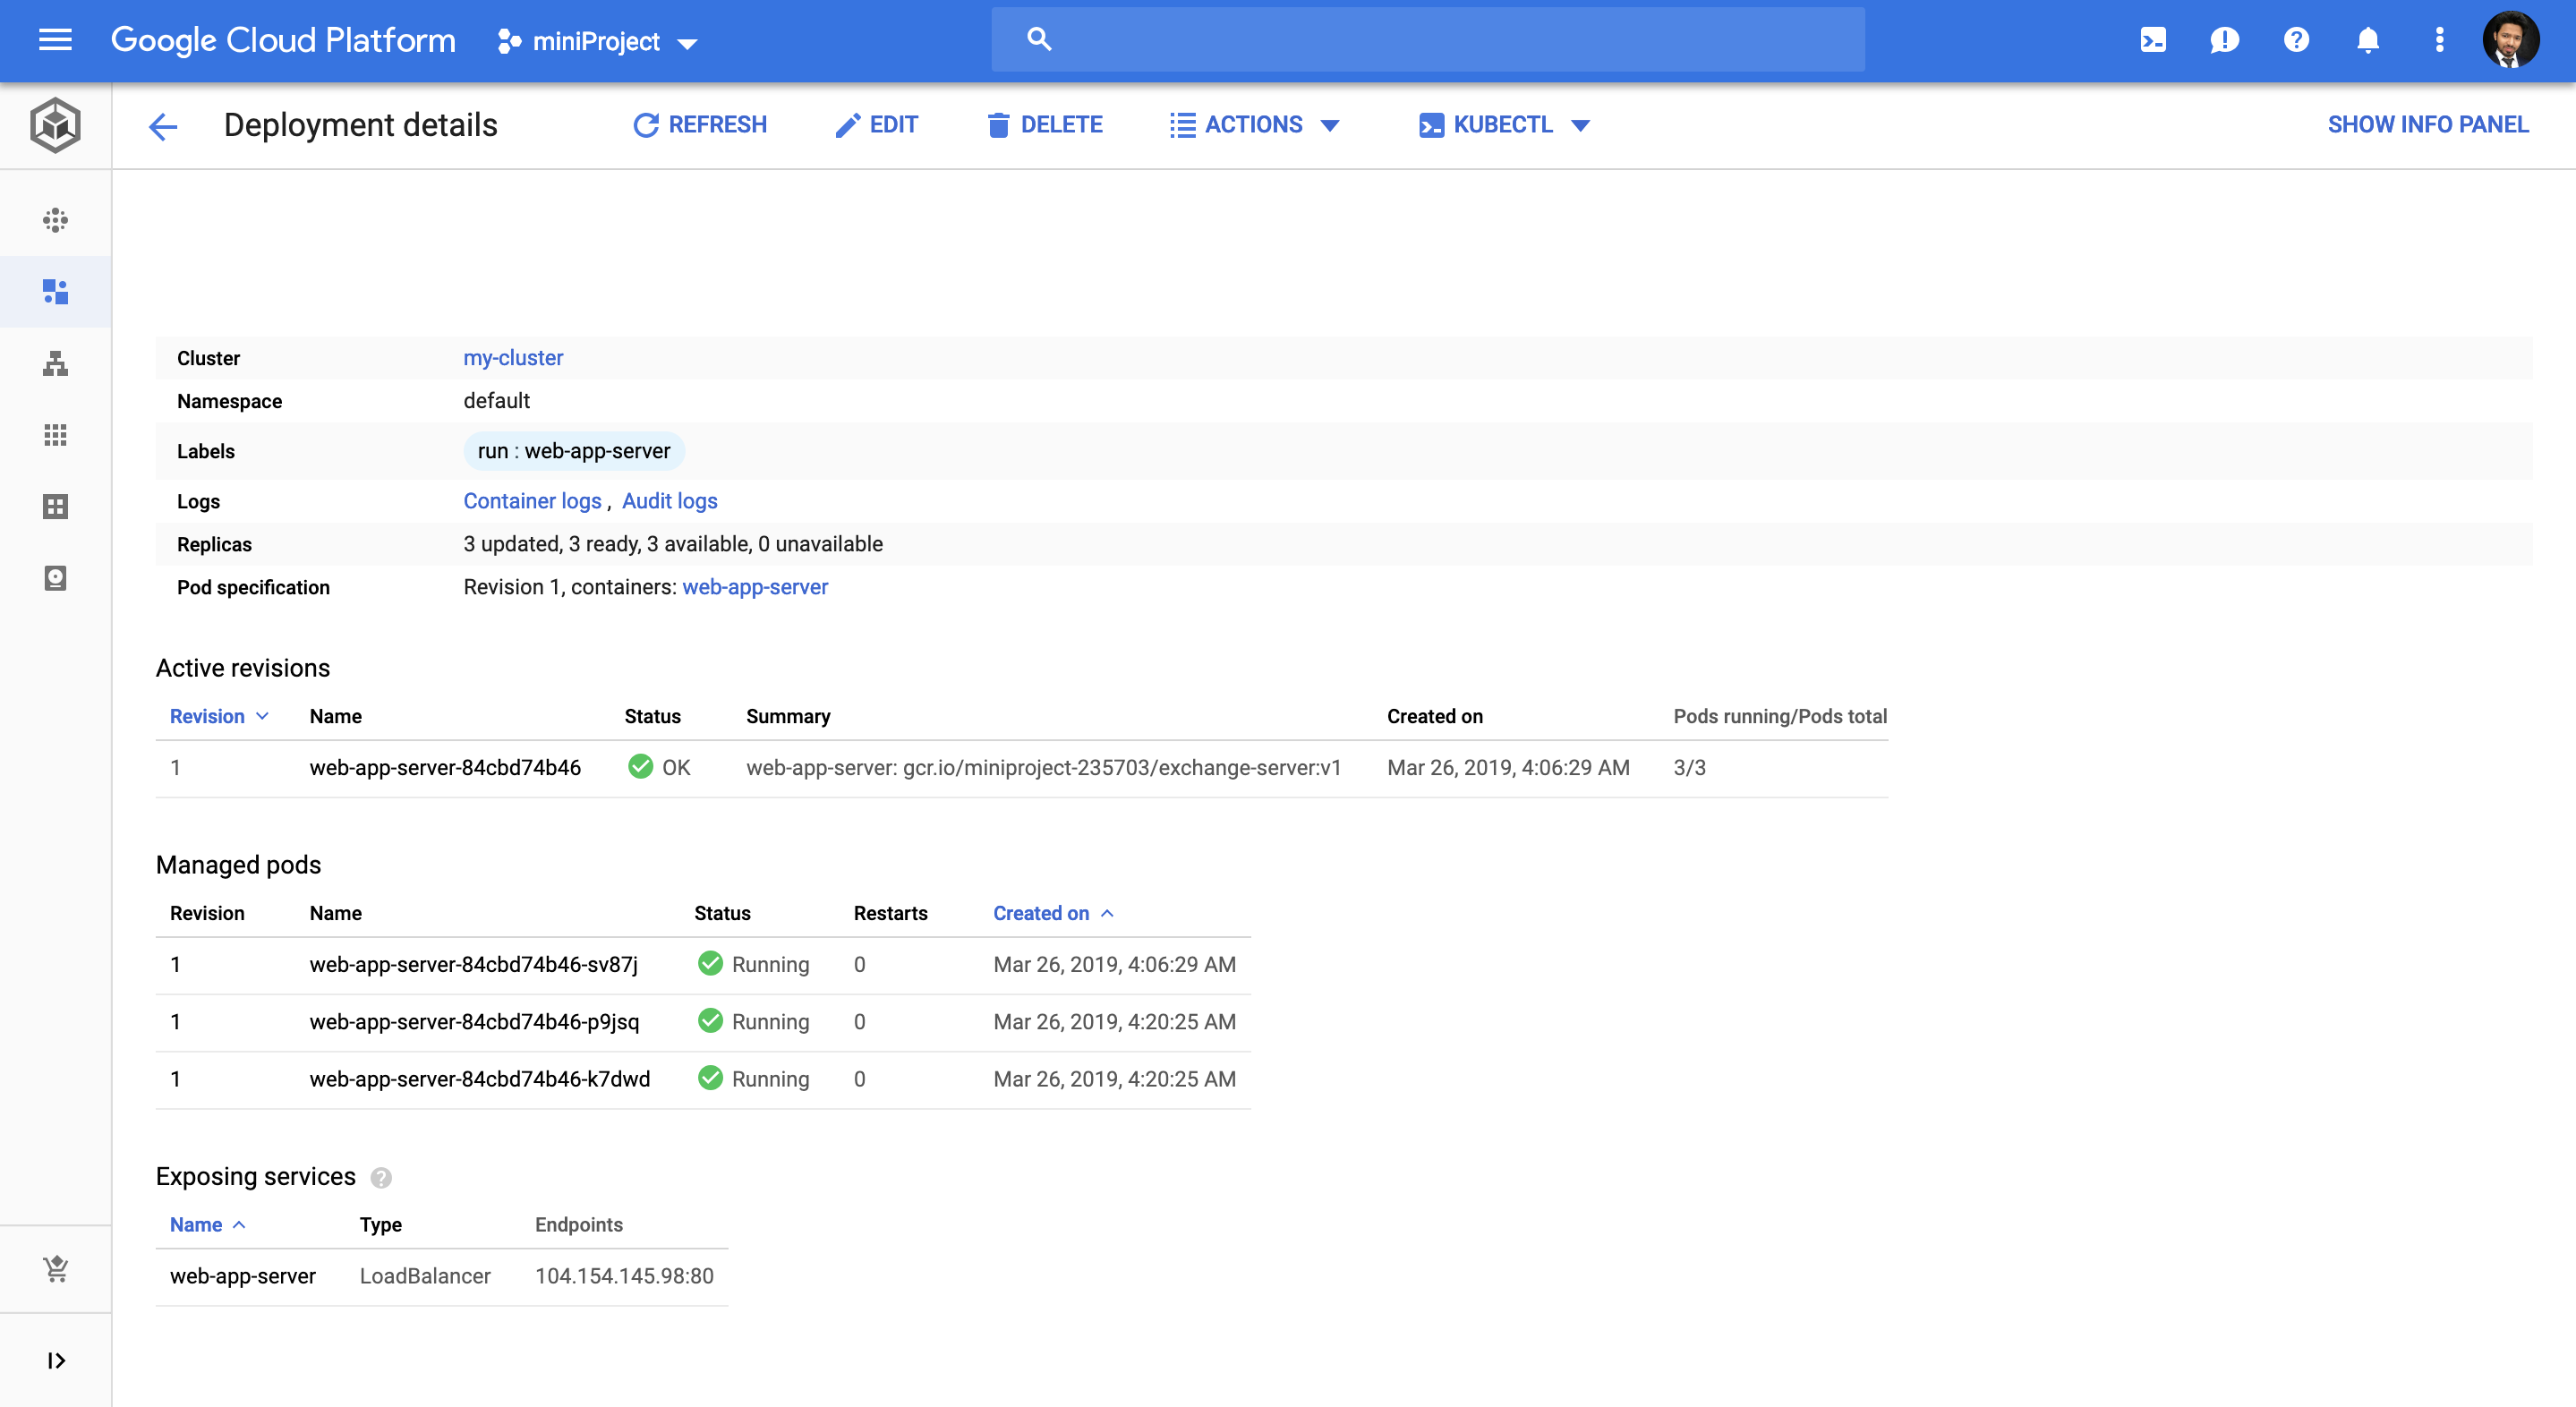 Google Cloud Platform miniProject
Deployment details REFRESH EDIT DELETE ACTIONS KUBECTL SHOW INFO PANEL
Cluster my-cluster
Namespace default
Labels run : web-app-server
Logs Container logs , Audit logs
Replicas 3 updated, 3 ready, 3 available, 0 unavailable
Pod specification Revision 1, containers: web-app-server
Active revisions
Revision Name Status Summary Created on Pods running/Pods total
1 web-app-server-84cbd74b46 OK web-app-server: gcr.io/miniproject-235703/exchange-server:v1 Mar 26, 2019, 4:06:29 AM 3/3
Managed pods
Revision Name Status Restarts Created on
1 web-app-server-84cbd74b46-sv87j Running 0 Mar 26, 2019, 4:06:29 AM
1 web-app-server-84cbd74b46-p9jsq Running 0 Mar 26, 2019, 4:20:25 AM
1 web-app-server-84cbd74b46-k7dwd Running 0 Mar 26, 2019, 4:20:25 AM
Exposing services ?
Name Type Endpoints
web-app-server LoadBalancer 104.154.145.98:80